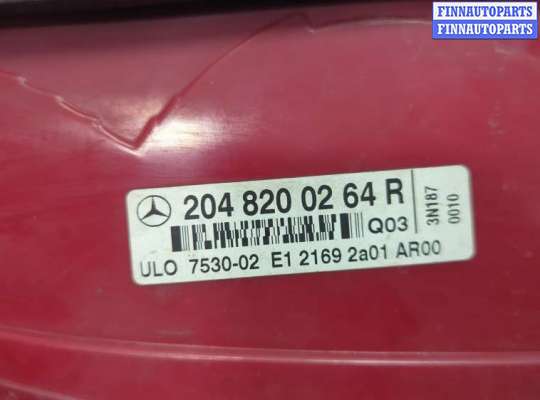 FINNAUTOPARTS
FINNAUTOPARTS
204 820 02 64 R
Q03
3N187
0010
ULO 7530-02 E1 2169 2a01 AR00